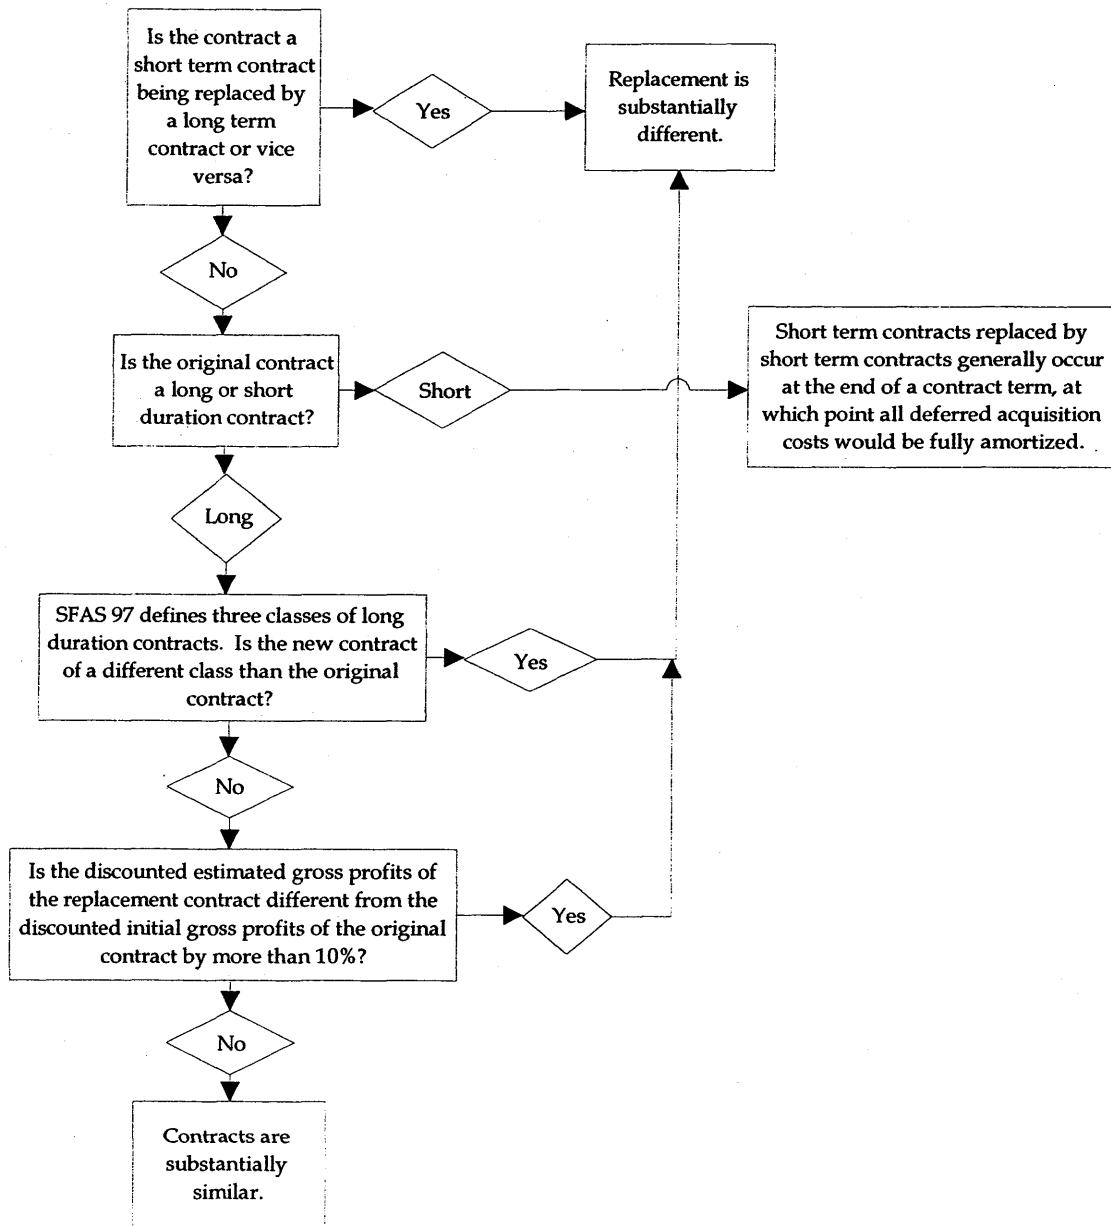 Is the contract a
short term contract
being replaced by
a long term
contract or vice
versa?
Yes
Replacement is
substantially
different.
No
Is the original contract
a long or short
duration contract?
Short
Short term contracts replaced by
short term contracts generally occur
at the end of a contract term, at
which point all deferred acquisition
costs would be fully amortized.
Long
SFAS 97 defines three classes of long
duration contracts. Is the new contract
of a different class than the original
contract?
Yes
No
Is the discounted estimated gross profits of
the replacement contract different from the
discounted initial gross profits of the original
contract by more than 10%?
Yes
No
Contracts are
substantially
similar.